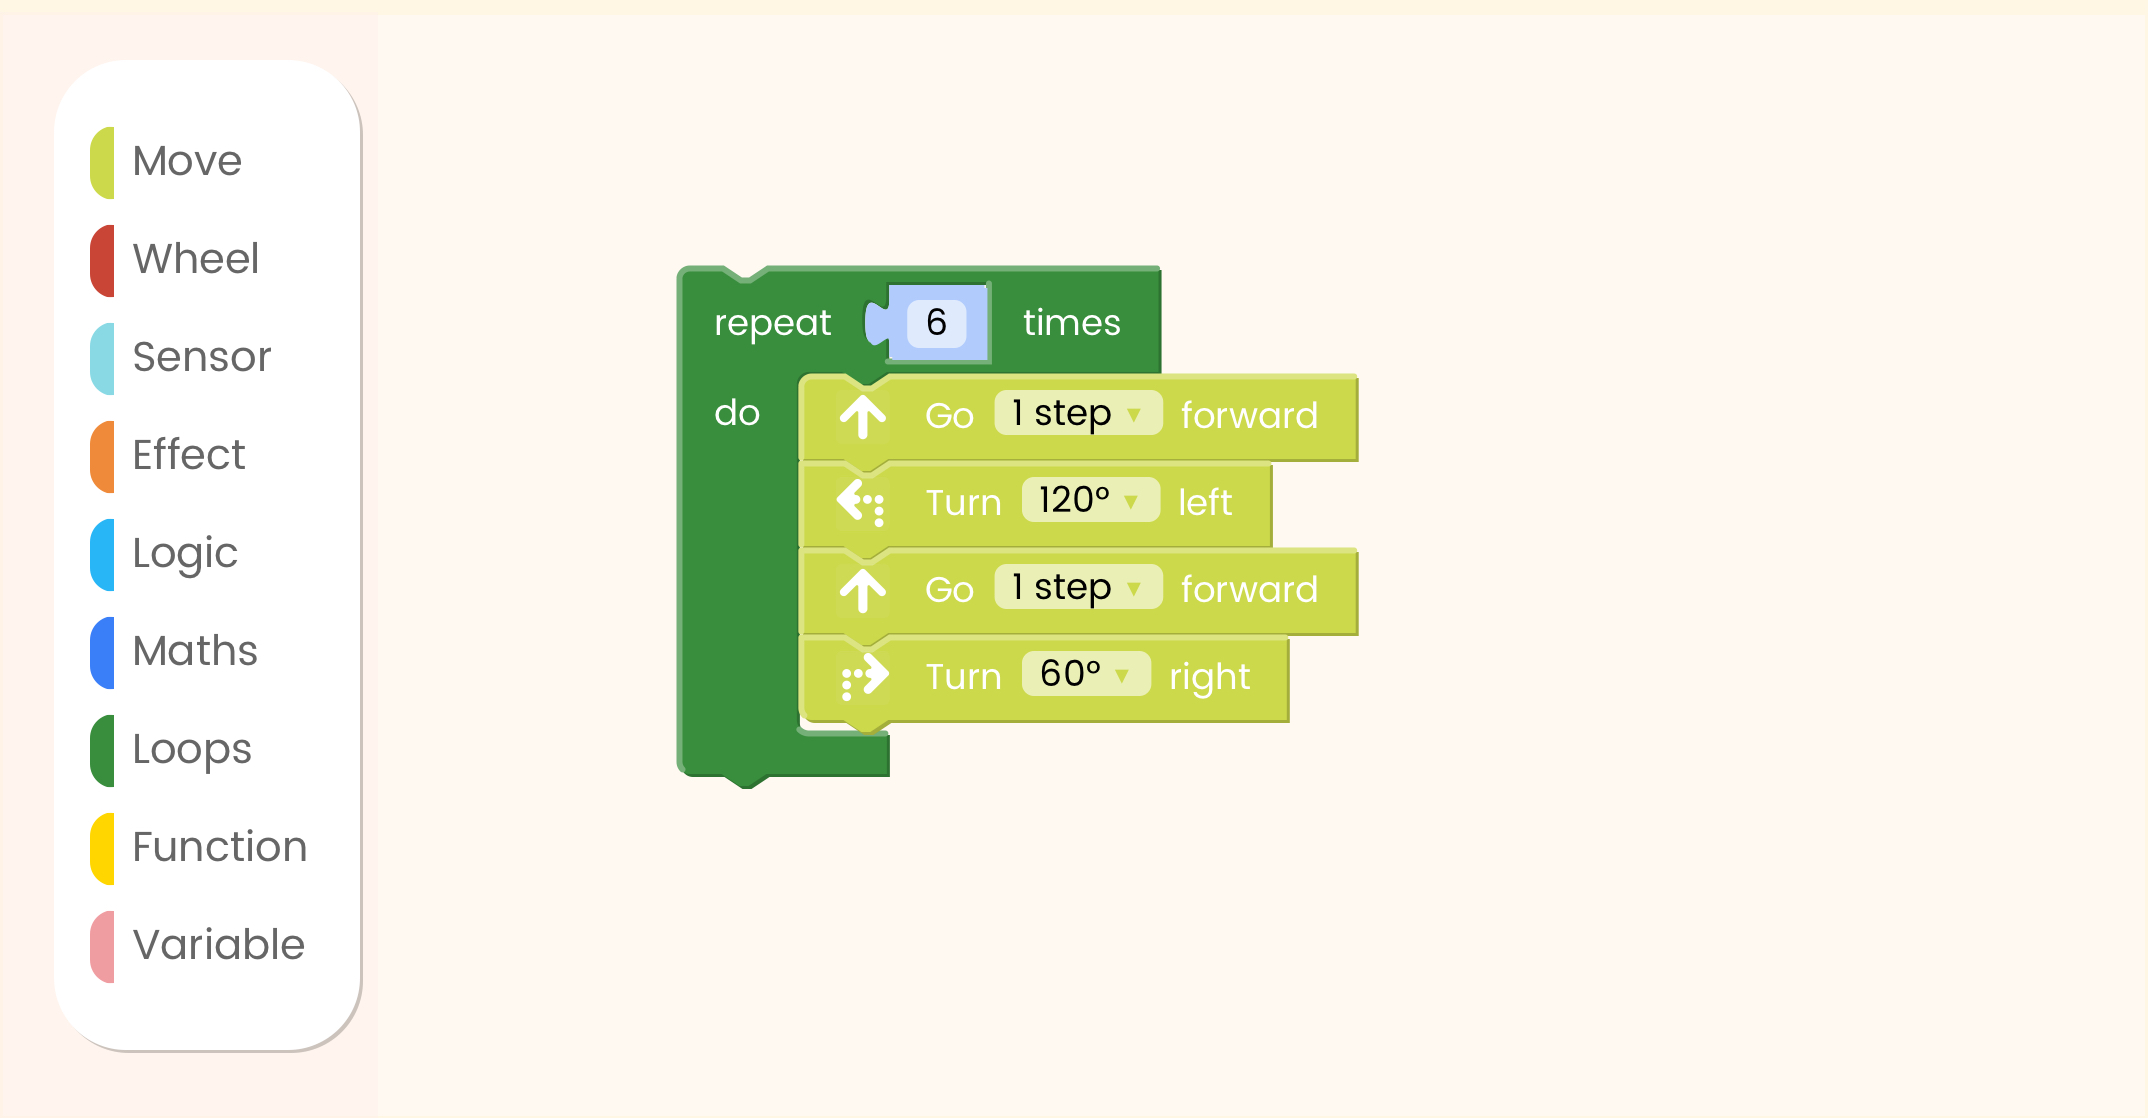 Move
Wheel
Sensor
Effect
Logic
Maths
Loops
Function
Variable
repeat 6 times
do Go 1 step forward
Turn 120° left
Go 1 step forward
Turn 60° right